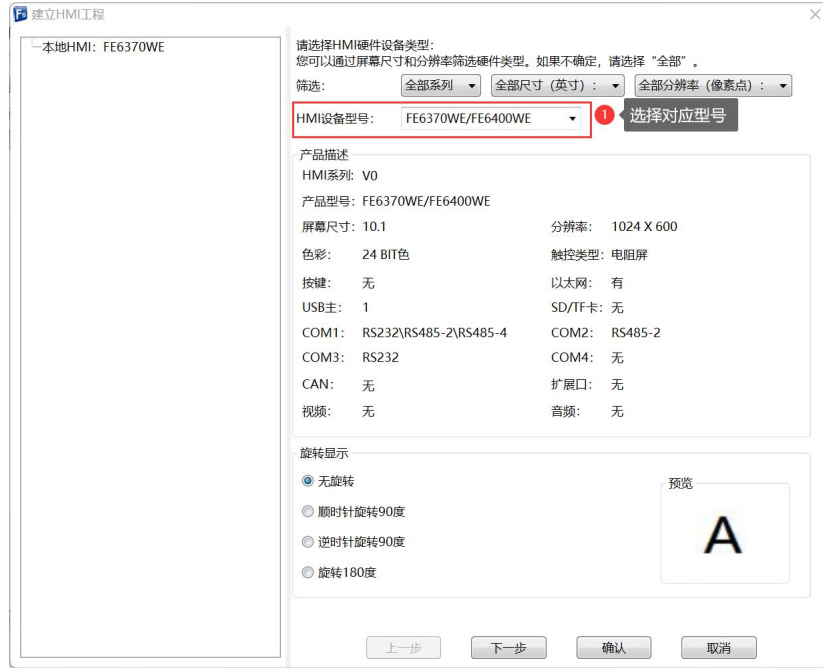 建立HMI工程
本地HMI：FE6370WE
请选择HMI硬件设备类型：
您可以通过屏幕尺寸和分辨率筛选硬件类型。如果不确定，请选择“全部”。
筛选： 全部系列 全部尺寸（英寸）： 全部分辨率（像素点）：
HMI设备型号： FE6370WE/FE6400WE 1 选择对应型号
产品描述
HMI系列: V0
产品型号: FE6370WE/FE6400WE
屏幕尺寸: 10.1 分辨率: 1024 X 600
色彩: 24 BIT色 触控类型: 电阻屏
按键: 无 以太网: 有
USB主: 1 SD/TF卡: 无
COM1: RS232\RS485-2\RS485-4 COM2: RS485-2
COM3: RS232 COM4: 无
CAN: 无 扩展口: 无
视频: 无 音频: 无
旋转显示
无旋转
顺时针旋转90度
逆时针旋转90度
旋转180度
预览
A
上一步 下一步 确认 取消